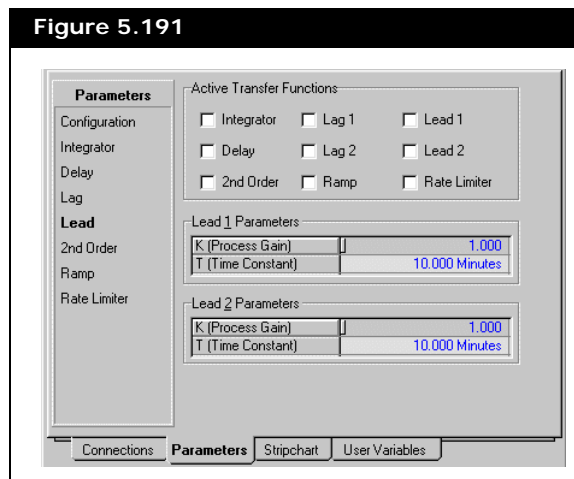 Figure 5.191
Parameters
Configuration
Integrator
Delay
Lag
Lead
2nd Order
Ramp
Rate Limiter
Active Transfer Functions
Integrator Lag 1 Lead 1
Delay Lag 2 Lead 2
2nd Order Ramp Rate Limiter
Lead 1 Parameters
K (Process Gain) 1.000
T (Time Constant) 10.000 Minutes
Lead 2 Parameters
K (Process Gain) 1.000
T (Time Constant) 10.000 Minutes
Connections Parameters Stripchart User Variables